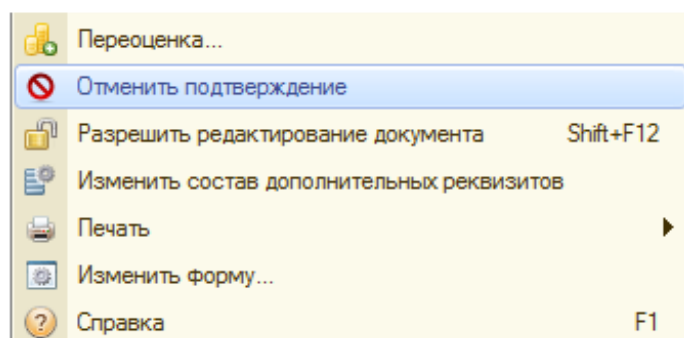 Переоценка...
Отменить подтверждение
Разрешить редактирование документа Shift+F12
Изменить состав дополнительных реквизитов
Печать
Изменить форму...
Справка F1